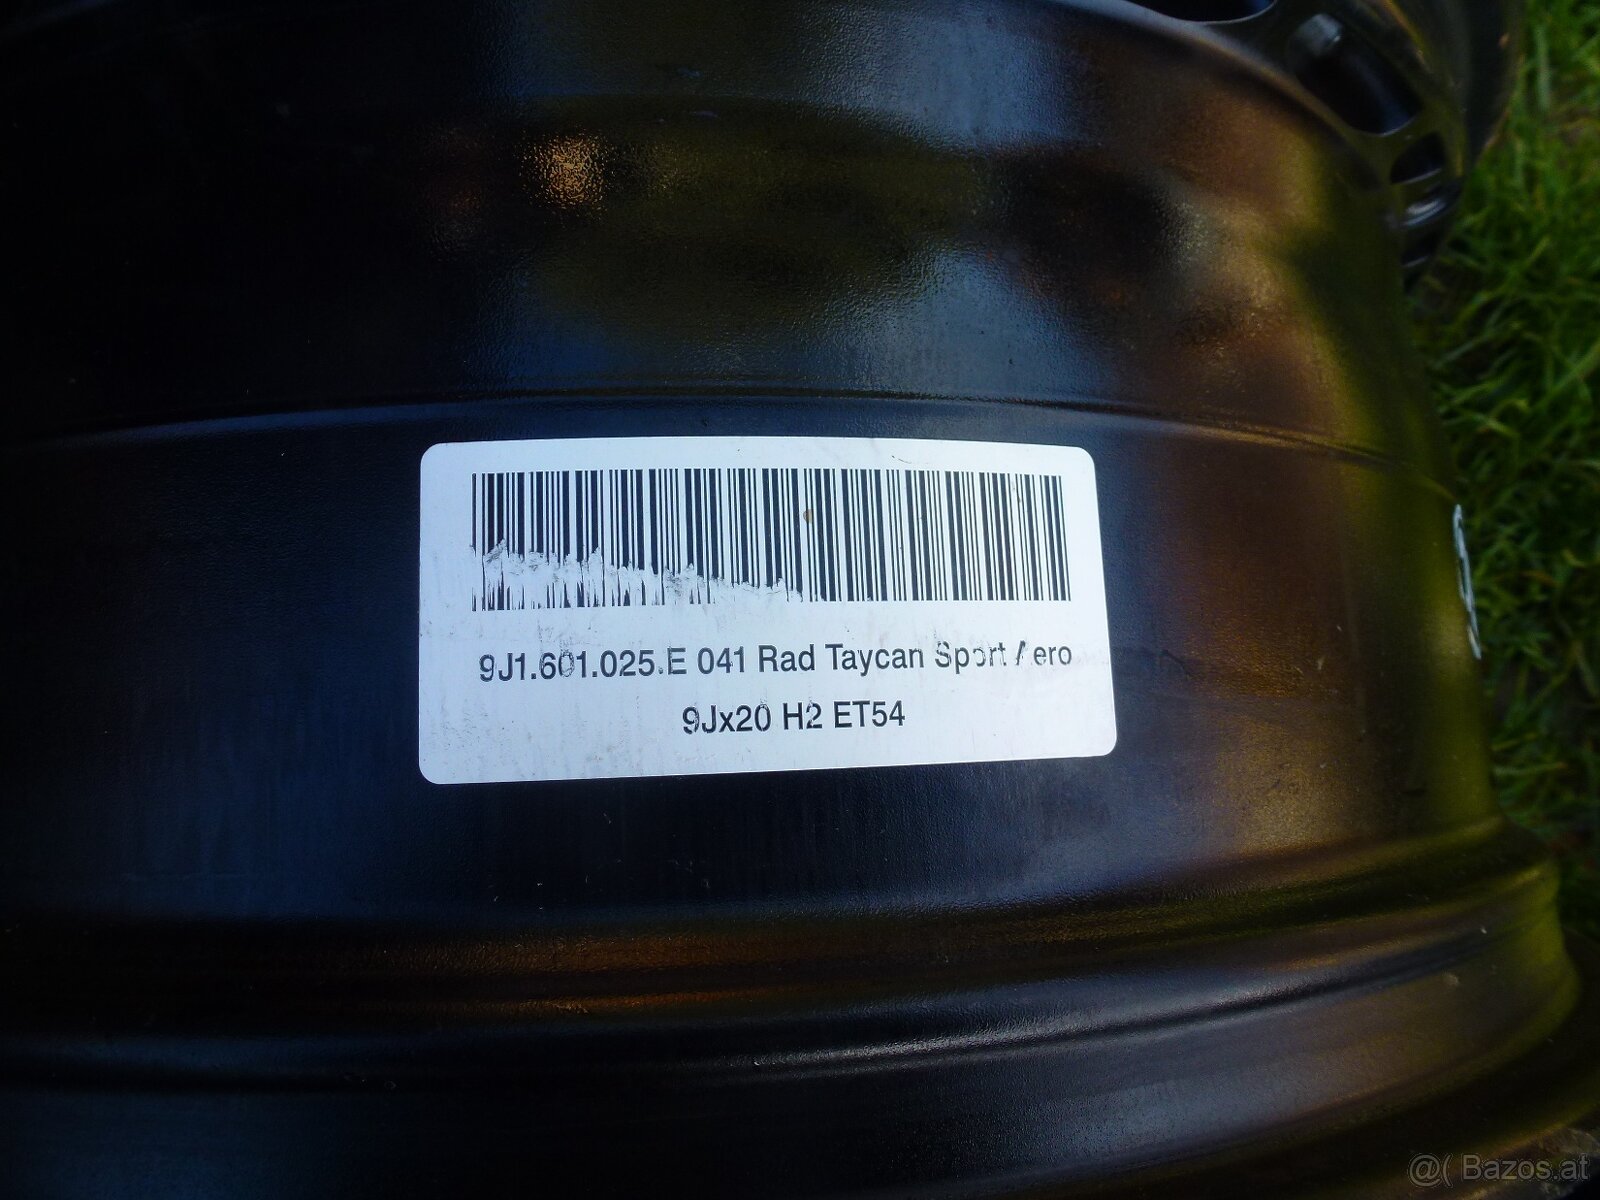 9J1.601.025.E 041 Rad Taycan Sport Aero
9Jx20 H2 ET54
@( Bazos.at